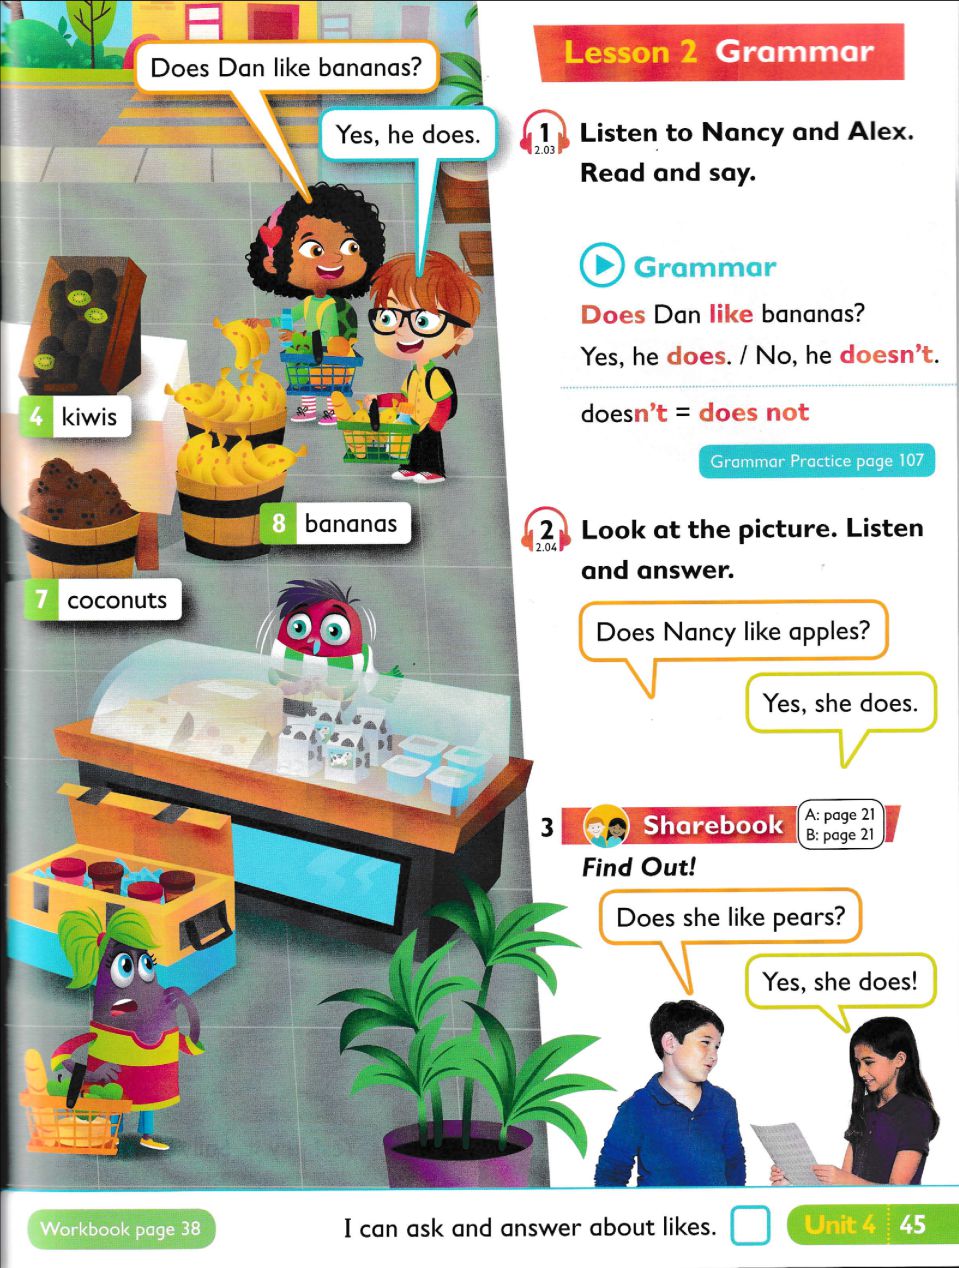 Does Dan like bananas?
Yes, he does.
4 kiwis
8 bananas
7 coconuts
Lesson 2 Grammar
1
2.03
Listen to Nancy and Alex.
Read and say.
Grammar
Does Dan like bananas?
Yes, he does. / No, he doesn't.
doesn't = does not
Grammar Practice page 107
2
2.04
Look at the picture. Listen
and answer.
Does Nancy like apples?
Yes, she does.
3 Sharebook
A: page 21
B: page 21
Find Out!
Does she like pears?
Yes, she does!
Workbook page 38
I can ask and answer about likes.
Unit 4 45